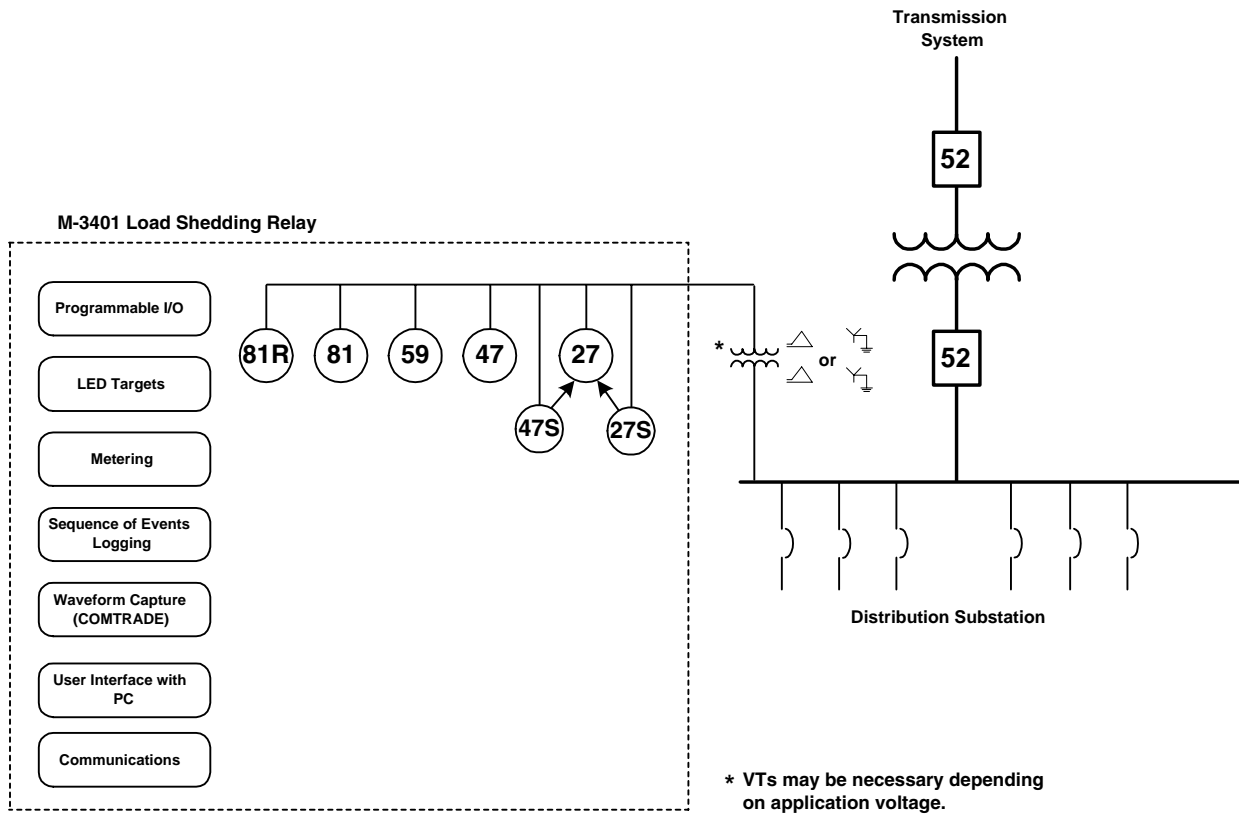 Transmission
System
52
M-3401 Load Shedding Relay
Programmable I/O
81R
81
59
47
27
*
or
52
LED Targets
47S
27S
Metering
Sequence of Events
Logging
Waveform Capture
(COMTRADE)
Distribution Substation
User Interface with
PC
Communications
* VTs may be necessary depending
on application voltage.